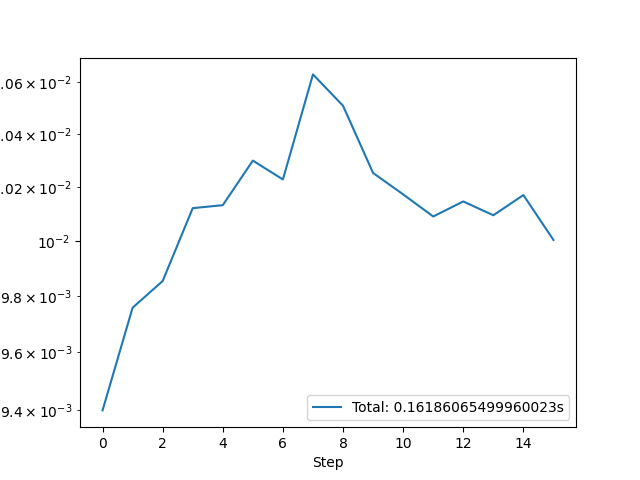 .06 × 10⁻²
.04 × 10⁻²
.02 × 10⁻²
10⁻²
9.8 × 10⁻³
9.6 × 10⁻³
9.4 × 10⁻³
Total: 0.16186065499960023s
0 2 4 6 8 10 12 14
Step